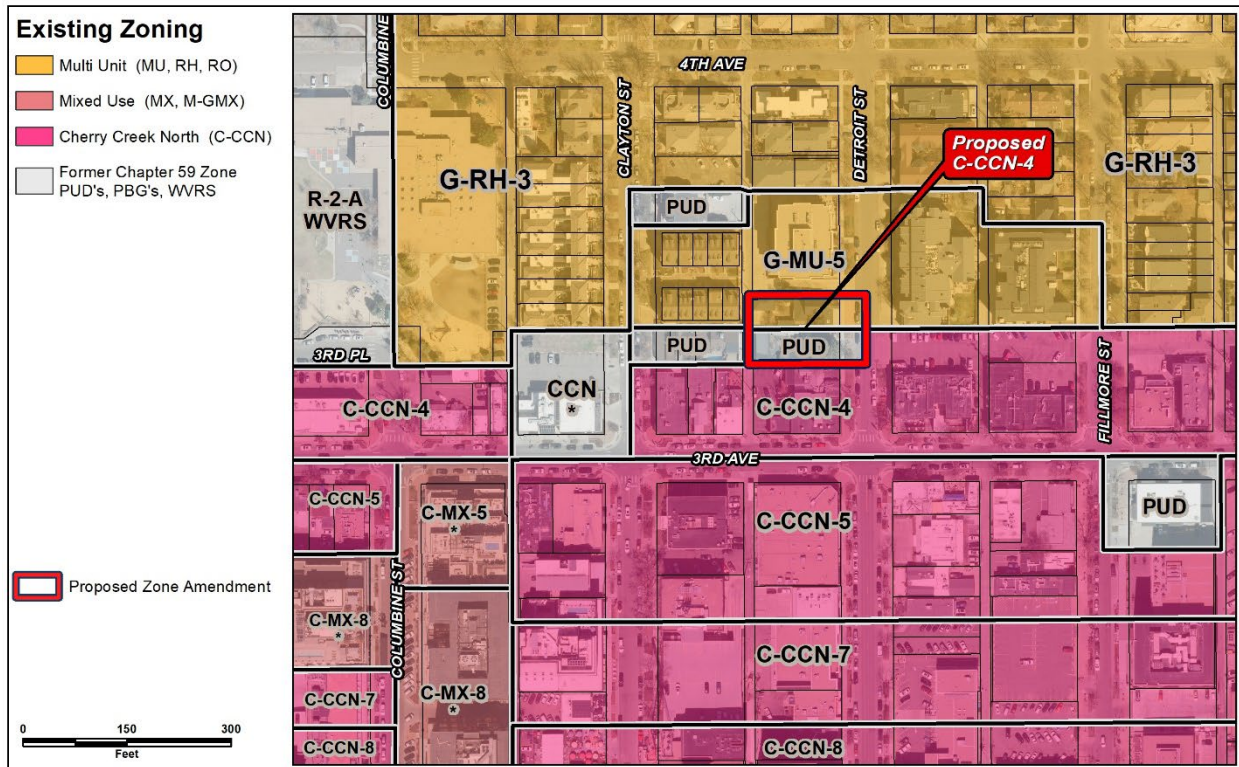 Existing Zoning
Multi Unit (MU, RH, RO)
Mixed Use (MX, M-GMX)
Cherry Creek North (C-CCN)
Former Chapter 59 Zone
PUD's, PBG's, WVRS
Proposed Zone Amendment
0 150 300
Feet
COLUMBINE
4TH AVE
CLAYTON ST
DETROIT ST
Proposed
C-CCN-4
G-RH-3
G-RH-3
R-2-A
WVRS
PUD
G-MU-5
3RD PL
PUD
PUD
FILLMORE ST
CCN
*
C-CCN-4
C-CCN-4
3RD AVE
C-CCN-5
C-MX-5
*
C-CCN-5
PUD
COLUMBINE ST
C-MX-8
*
C-CCN-7
C-CCN-7
C-MX-8
*
C-CCN-8
C-CCN-8